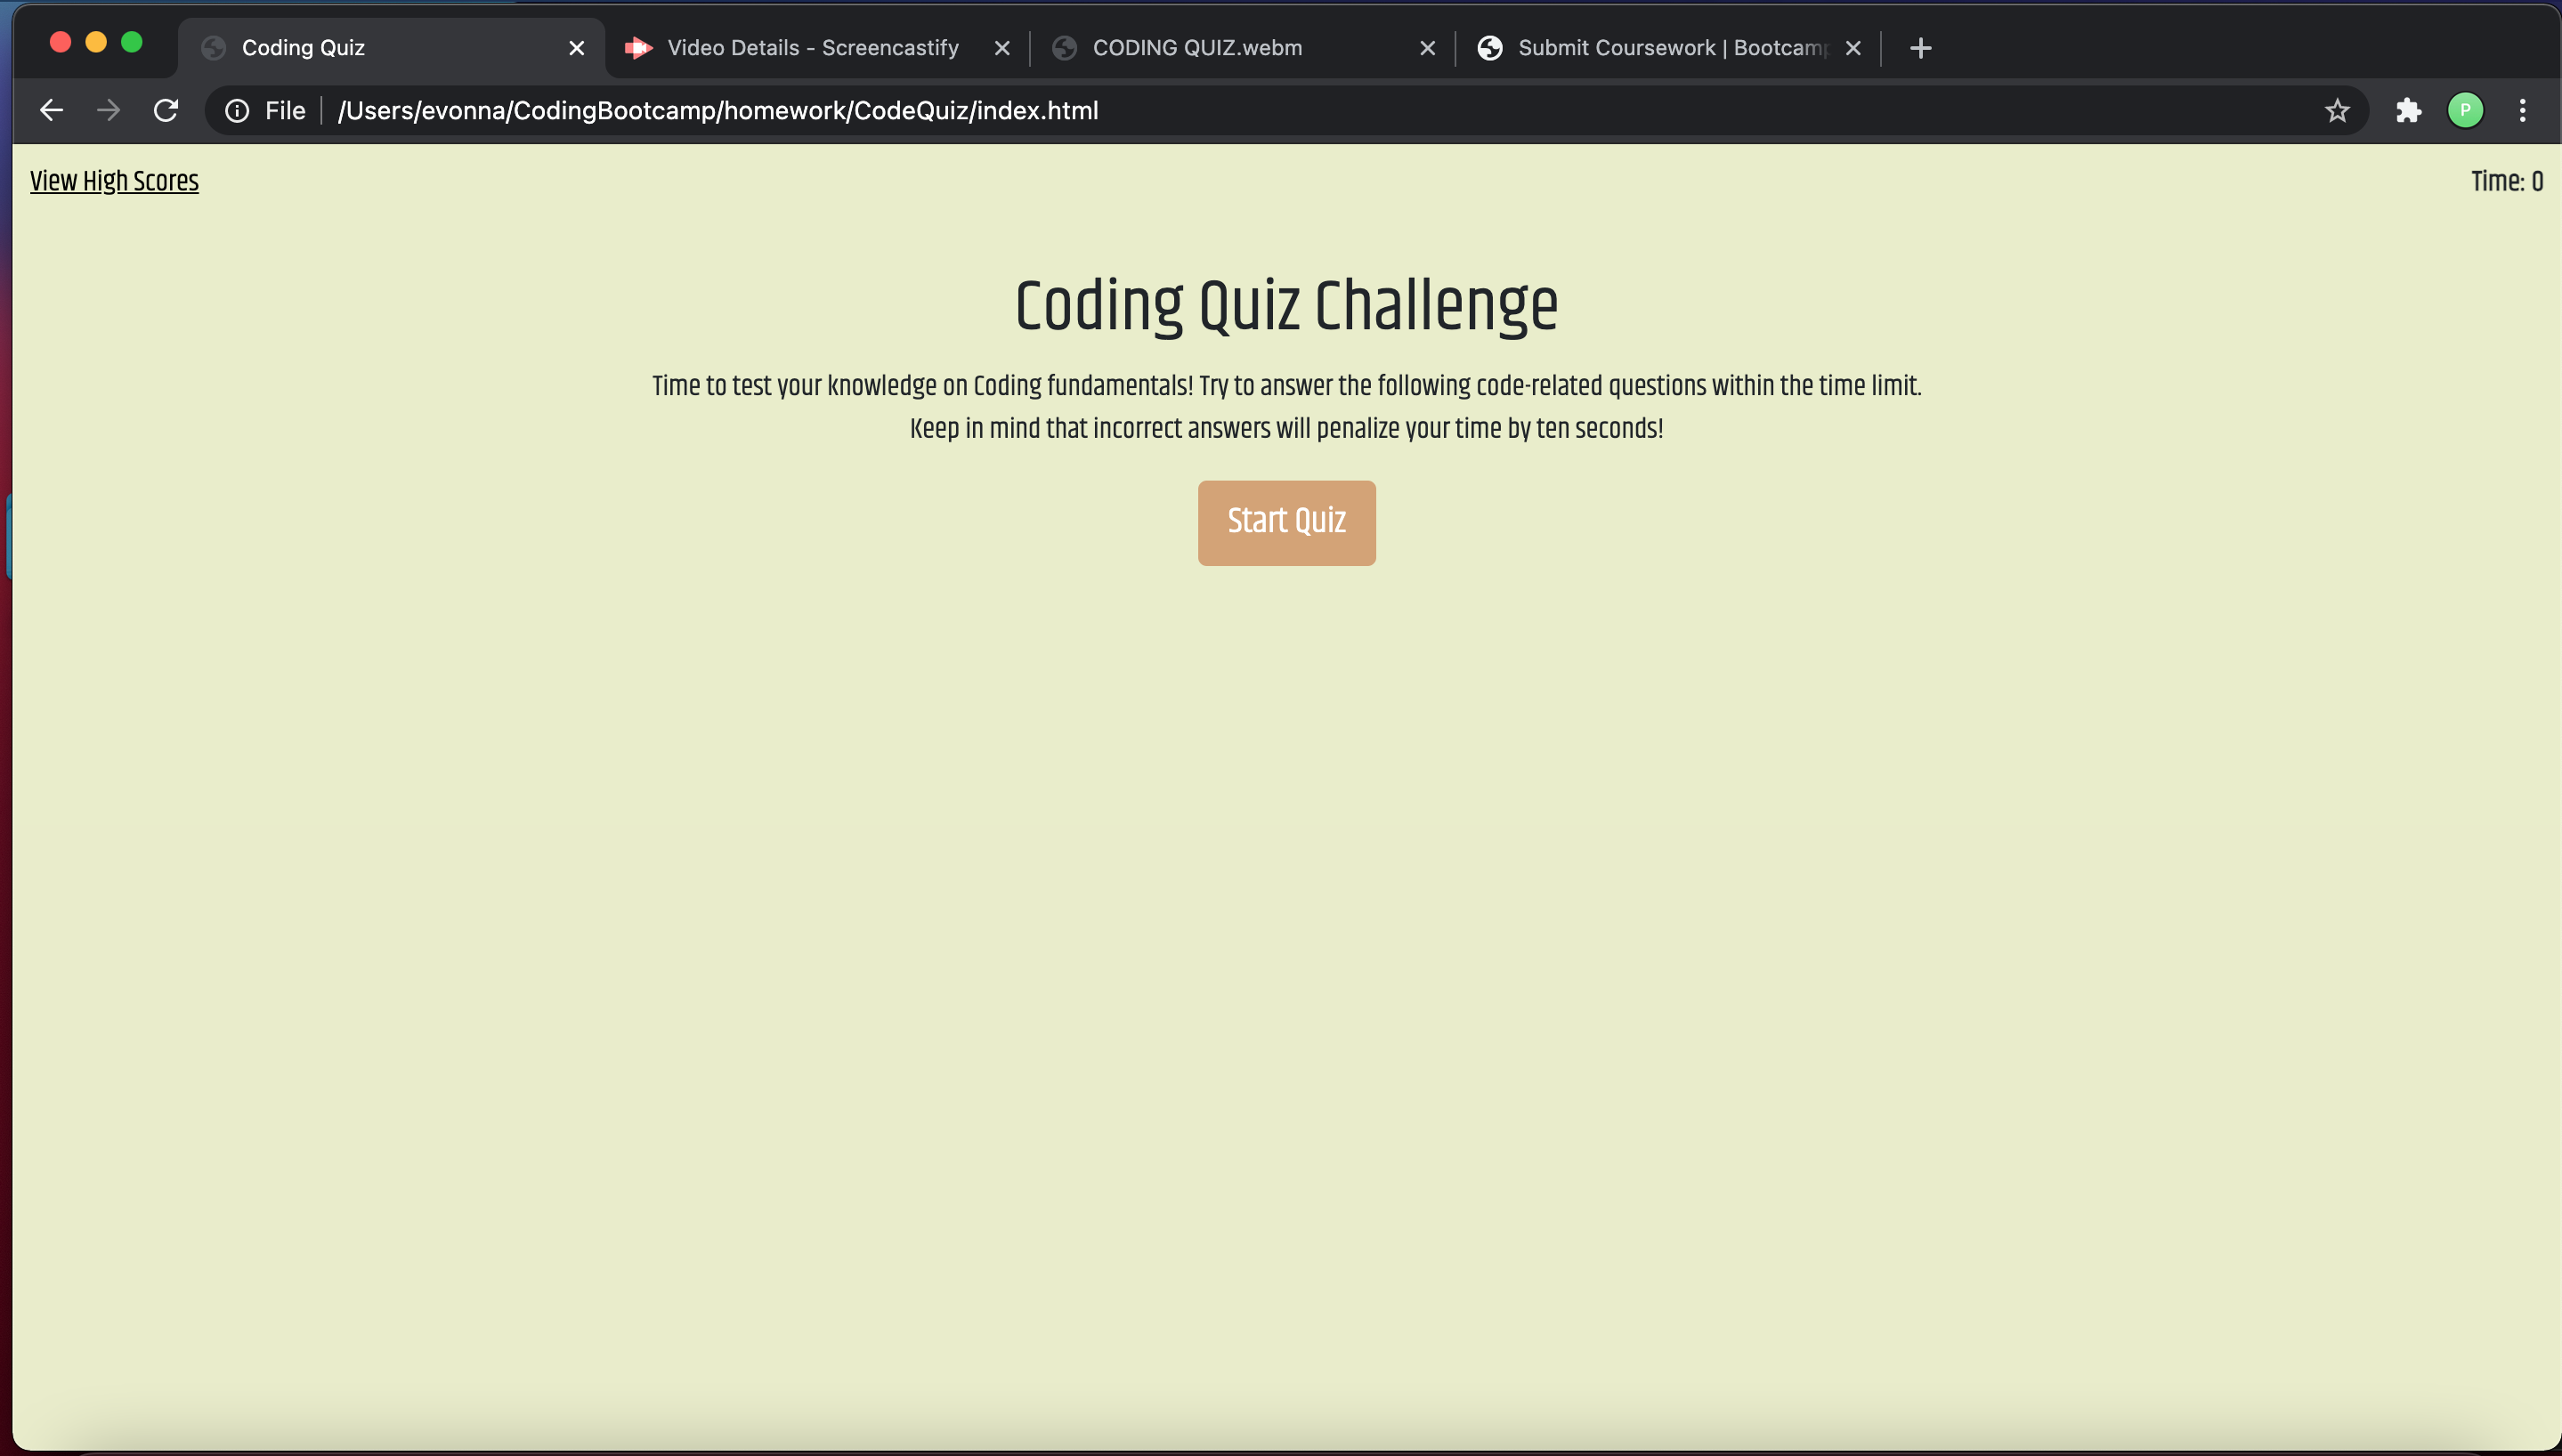 Coding Quiz
Video Details - Screencastify
CODING QUIZ.webm
Submit Coursework | Bootcamp
File
/Users/evonna/CodingBootcamp/homework/CodeQuiz/index.html
P
View High Scores
Time: 0
Coding Quiz Challenge
Time to test your knowledge on Coding fundamentals! Try to answer the following code-related questions within the time limit.
Keep in mind that incorrect answers will penalize your time by ten seconds!
Start Quiz